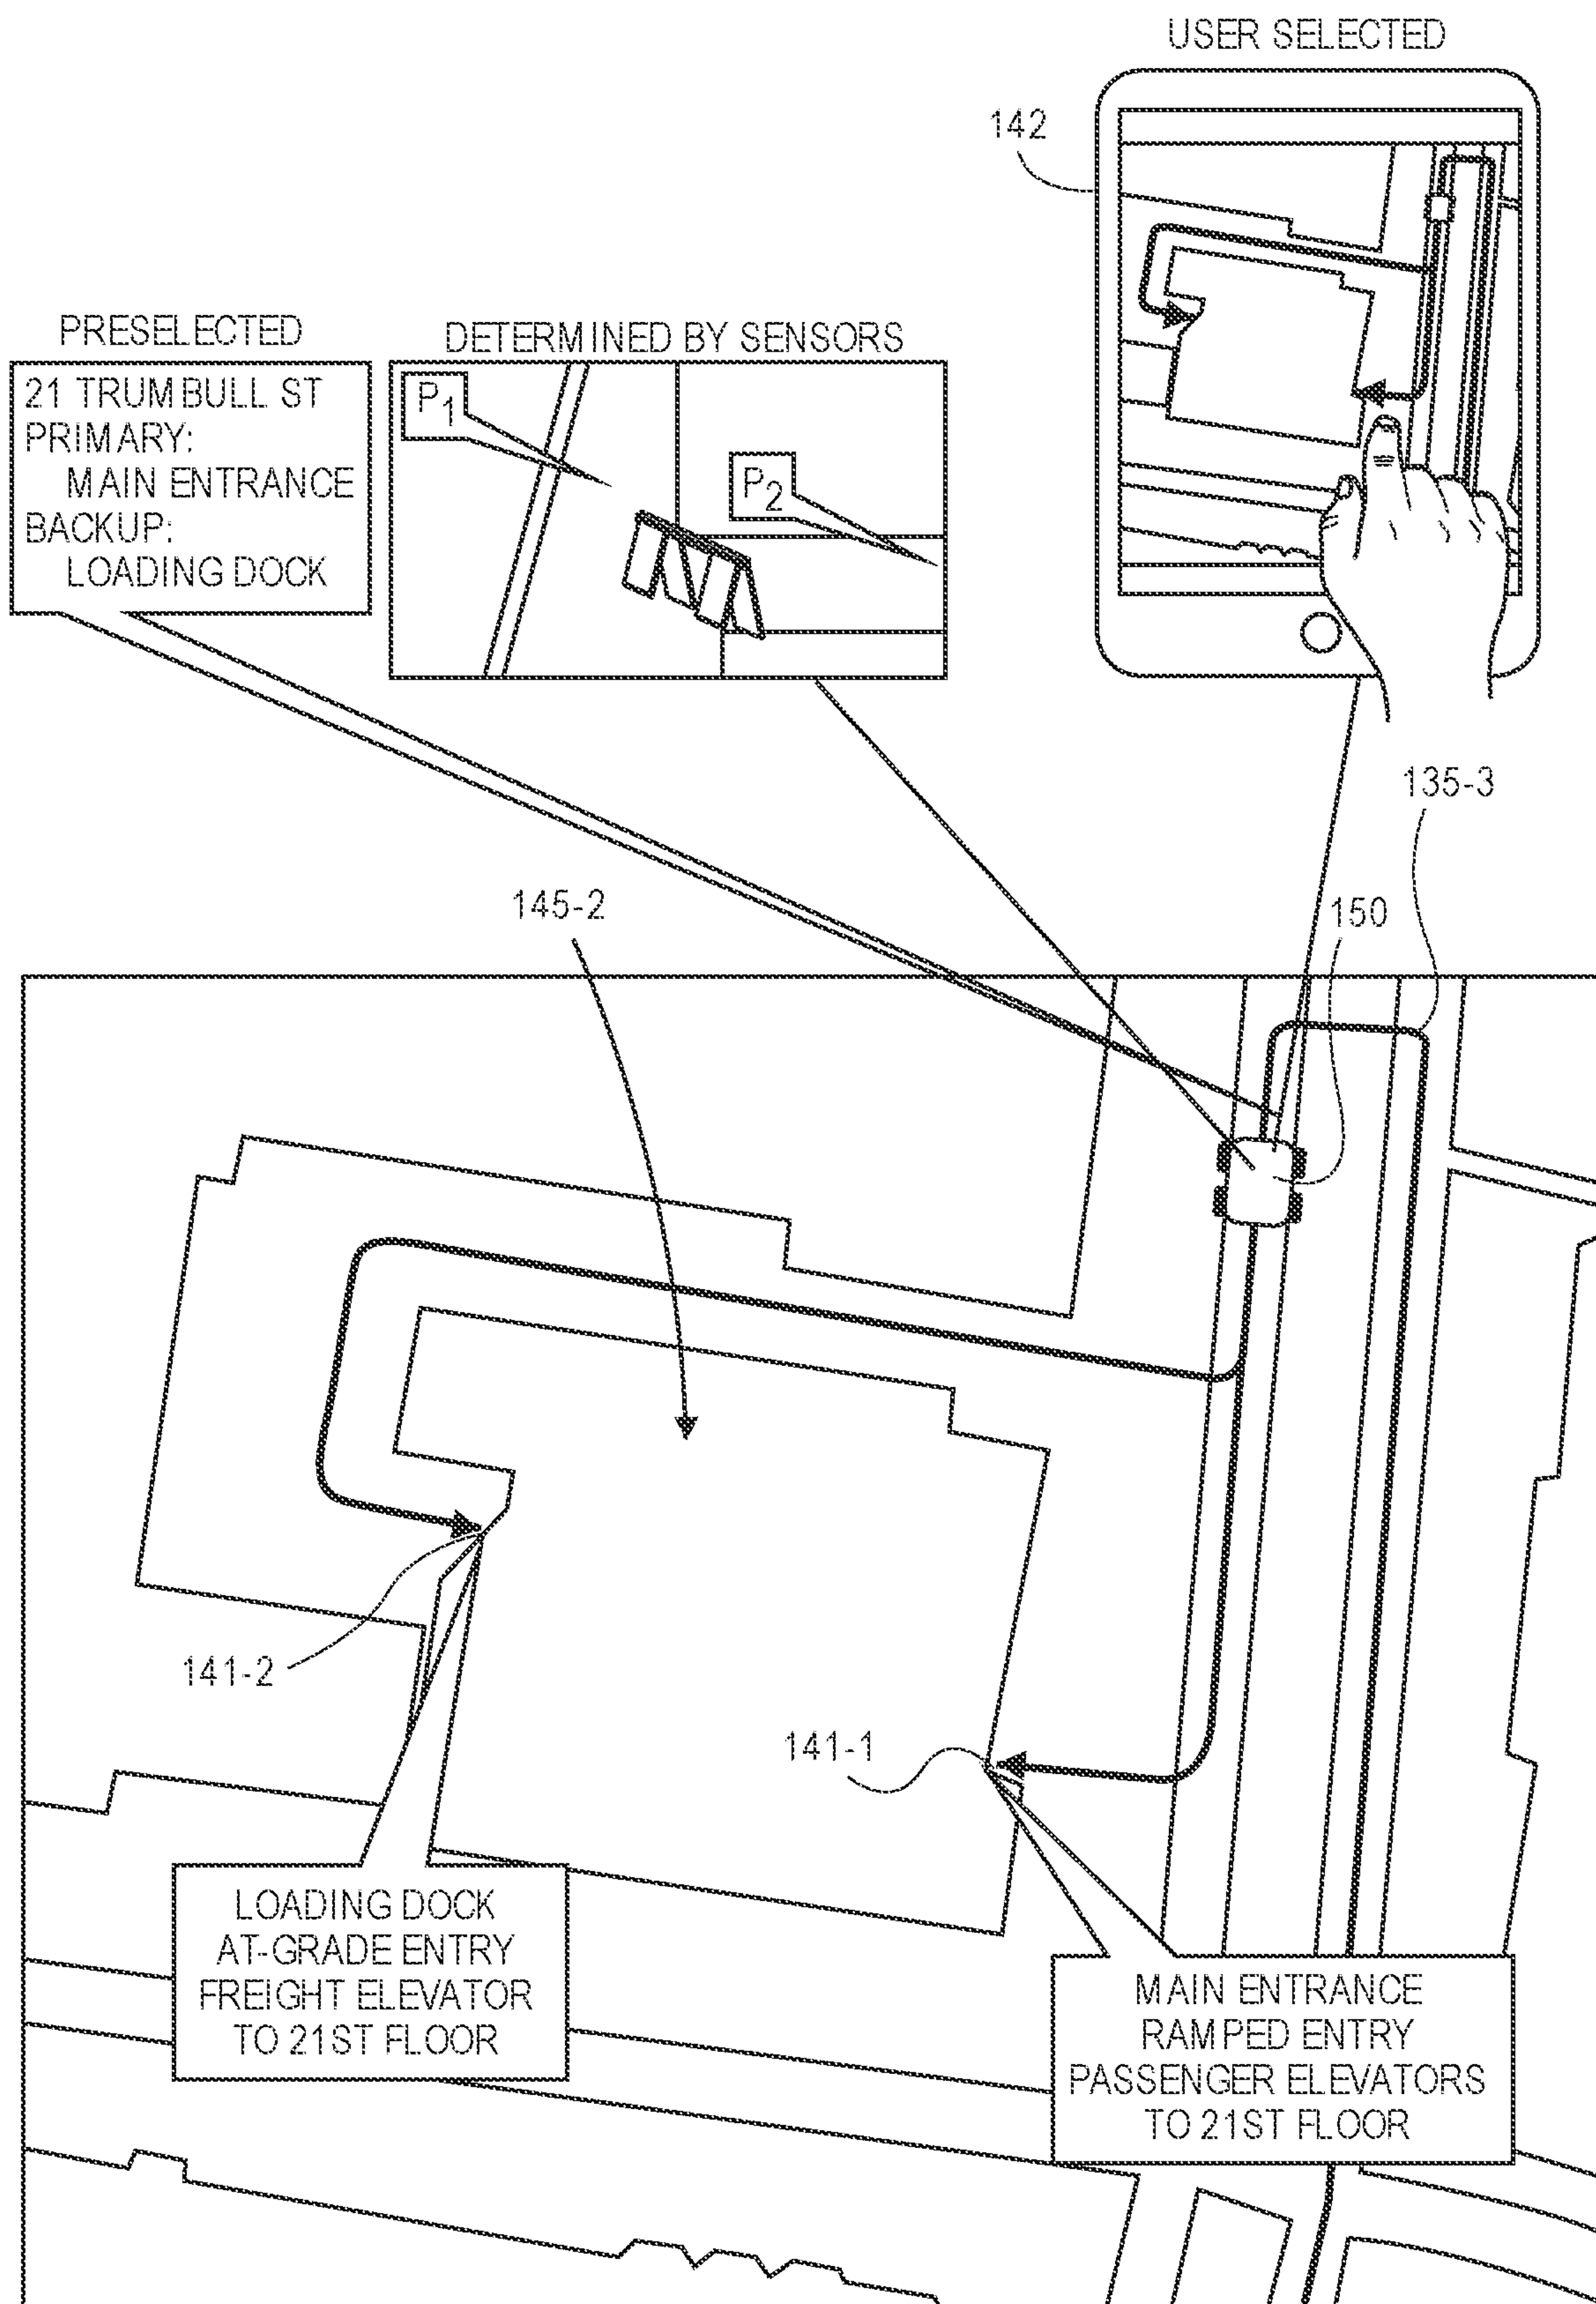 USER SELECTED
142
PRESELECTED
21 TRUMBULL ST
PRIMARY:
MAIN ENTRANCE
BACKUP:
LOADING DOCK
DETERMINED BY SENSORS
P1
P2
135-3
145-2
150
141-2
141-1
LOADING DOCK
AT-GRADE ENTRY
FREIGHT ELEVATOR
TO 21ST FLOOR
MAIN ENTRANCE
RAMPED ENTRY
PASSENGER ELEVATORS
TO 21ST FLOOR